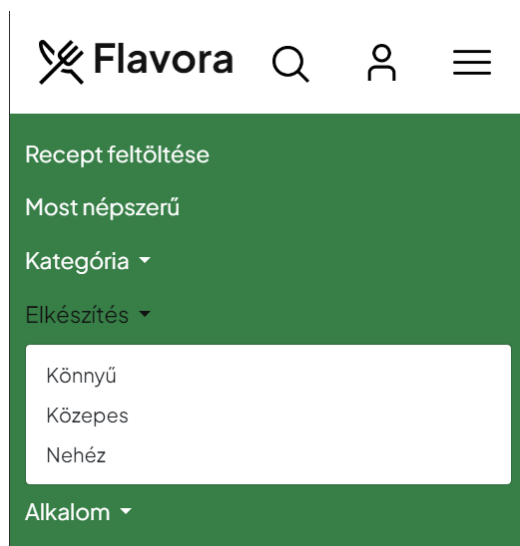 Flavora
Recept feltöltése
Most népszerű
Kategória
Elkészítés
Könnyű
Közepes
Nehéz
Alkalom